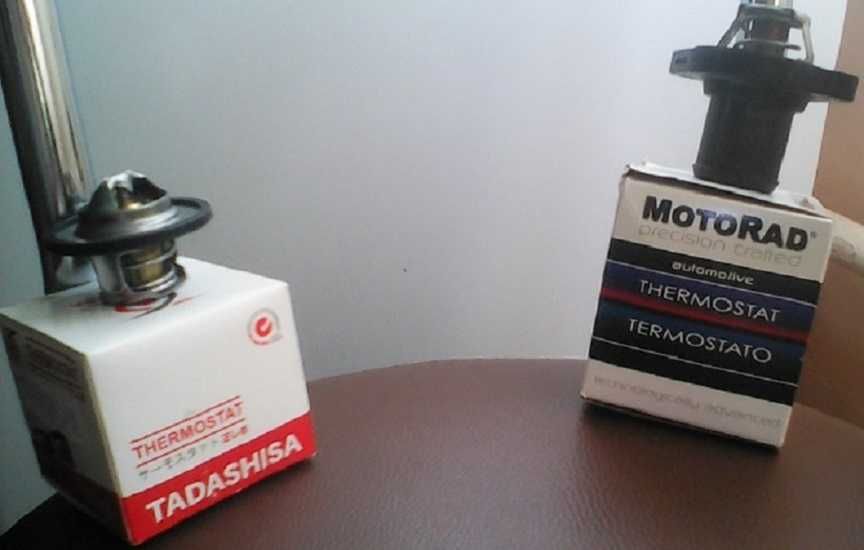 THERMOSTAT
サーモスタット
TADASHISA
MOTORAD®
precision crafted
automotive
THERMOSTAT
TERMOSTATO
technologically advanced